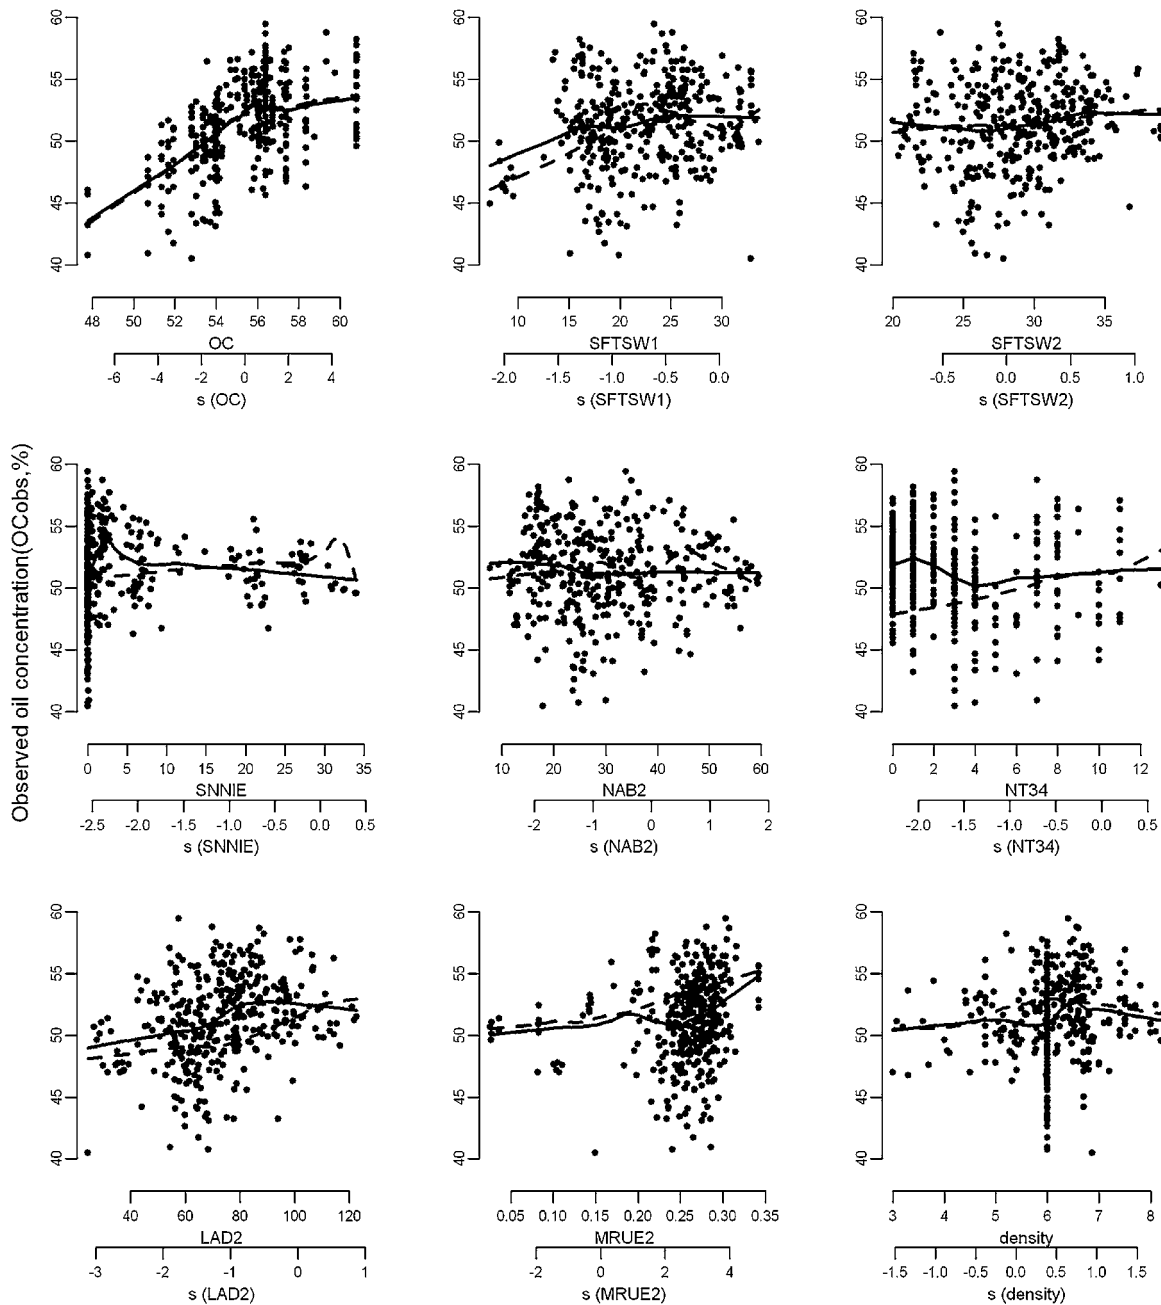 Observed oil concentration(OCobs,%)
60
55
50
45
40
48 50 52 54 56 58 60
OC
-6 -4 -2 0 2 4
s (OC)
60
55
50
45
40
10 15 20 25 30
SFTSW1
-2.0 -1.5 -1.0 -0.5 0.0
s (SFTSW1)
60
55
50
45
40
20 25 30 35
SFTSW2
-0.5 0.0 0.5 1.0
s (SFTSW2)
60
55
50
45
40
0 5 10 15 20 25 30 35
SNNIE
-2.5 -2.0 -1.5 -1.0 -0.5 0.0 0.5
s (SNNIE)
60
55
50
45
40
10 20 30 40 50 60
NAB2
-2 -1 0 1 2
s (NAB2)
60
55
50
45
40
0 2 4 6 8 10 12
NT34
-2.0 -1.5 -1.0 -0.5 0.0 0.5
s (NT34)
60
55
50
45
40
40 60 80 100 120
LAD2
-3 -2 -1 0 1
s (LAD2)
60
55
50
45
40
0.05 0.10 0.15 0.20 0.25 0.30 0.35
MRUE2
-2 0 2 4
s (MRUE2)
60
55
50
45
40
3 4 5 6 7 8
density
-1.5 -1.0 -0.5 0.0 0.5 1.0 1.5
s (density)